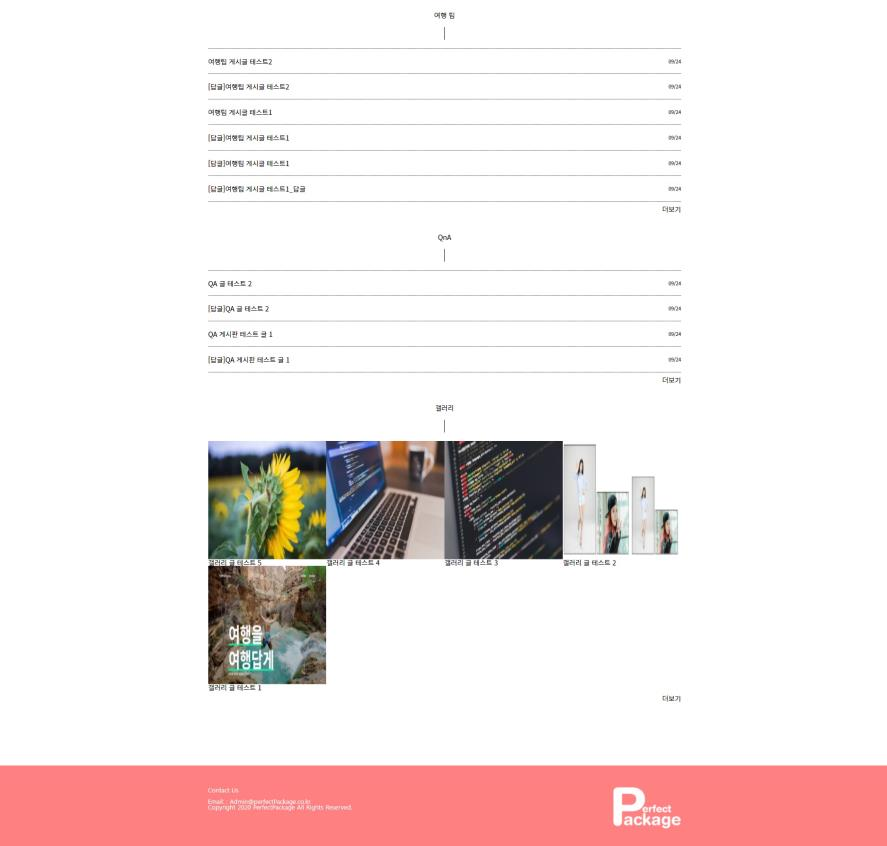 여행 팁
여행팁 게시글 테스트2 09/24
[답글]여행팁 게시글 테스트2 09/24
여행팁 게시글 테스트1 09/24
[답글]여행팁 게시글 테스트1 09/24
[답글]여행팁 게시글 테스트1 09/24
[답글]여행팁 게시글 테스트1_답글 09/24
더보기
QnA
QA 글 테스트 2 09/24
[답글]QA 글 테스트 2 09/24
QA 게시판 테스트 글 1 09/24
[답글]QA 게시판 테스트 글 1 09/24
더보기
갤러리
갤러리 글 테스트 5 갤러리 글 테스트 4 갤러리 글 테스트 3 갤러리 글 테스트 2
여행을
여행답게
갤러리 글 테스트 1
더보기
Contact Us
Email : Admin@perfectPackage.co.kr
Copyright 2020 PerfectPackage All Rights Reserved.
Perfect
Package